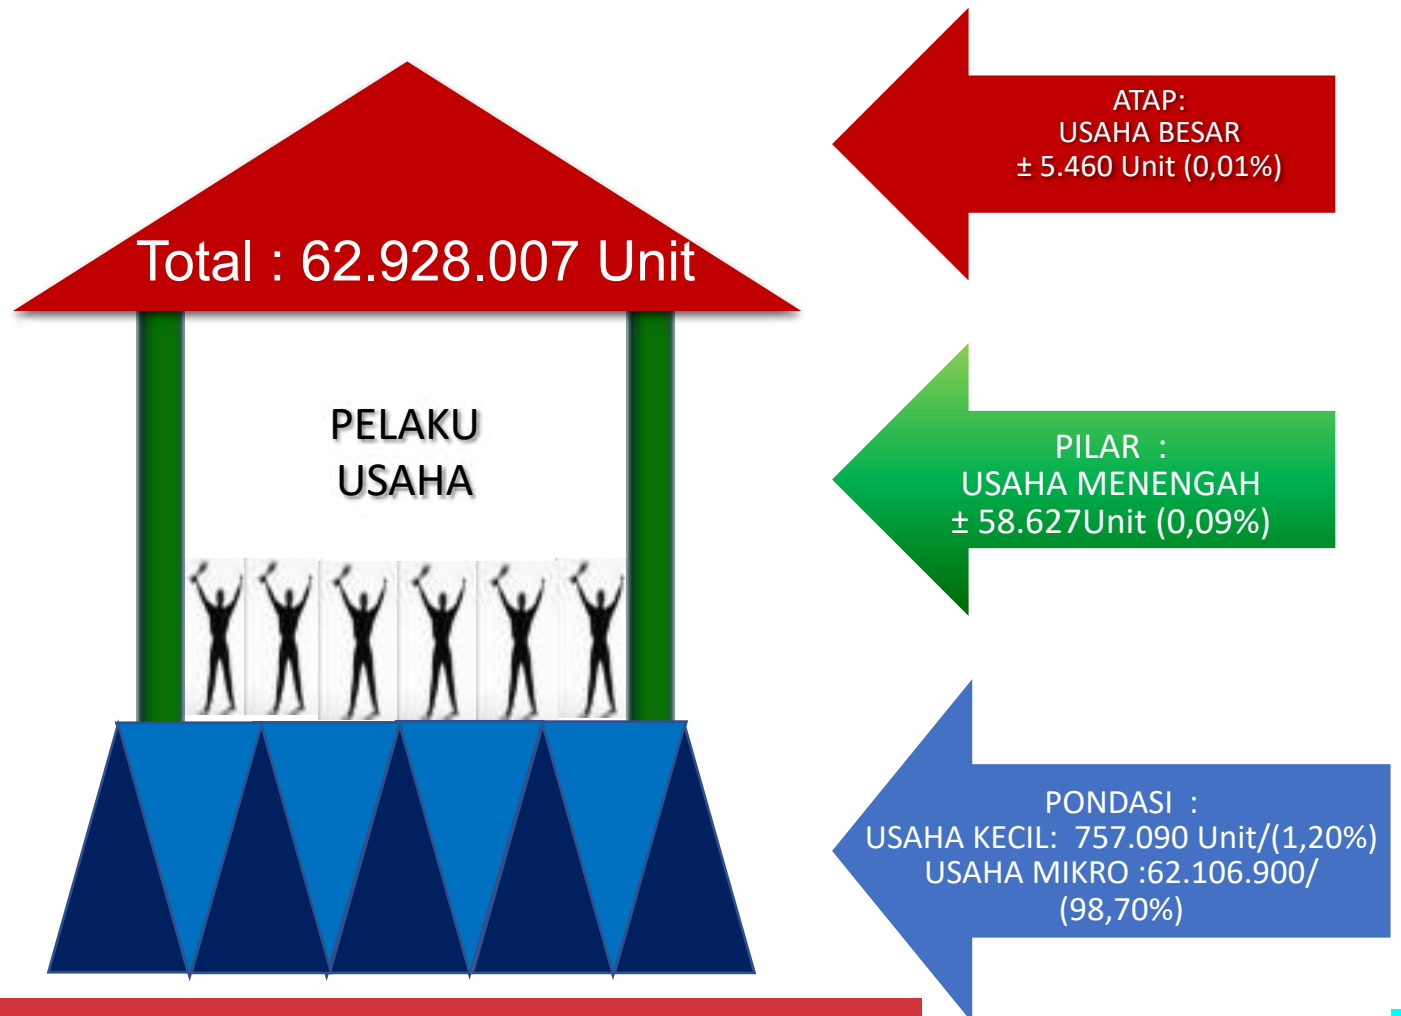 Total : 62.928.007 Unit
PELAKU
USAHA
ATAP:
USAHA BESAR
± 5.460 Unit (0,01%)
PILAR  :
USAHA MENENGAH
± 58.627Unit (0,09%)
PONDASI  :
USAHA KECIL:  757.090 Unit/(1,20%)
USAHA MIKRO :62.106.900/
(98,70%)